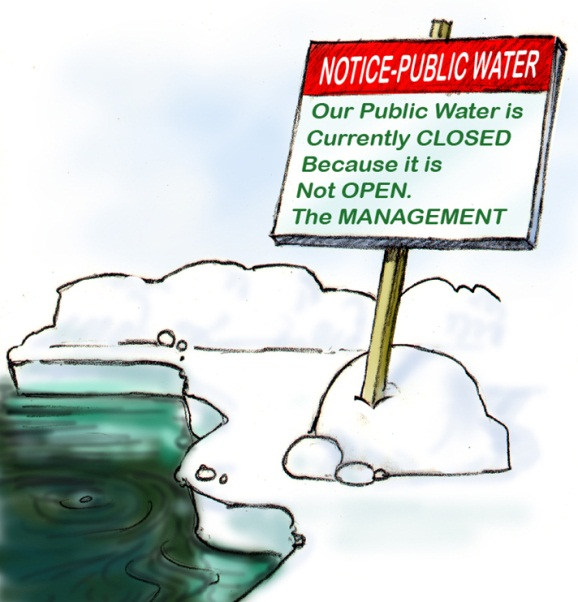 NOTICE-PUBLIC WATER
Our Public Water is
Currently CLOSED
Because it is
Not OPEN.
The MANAGEMENT